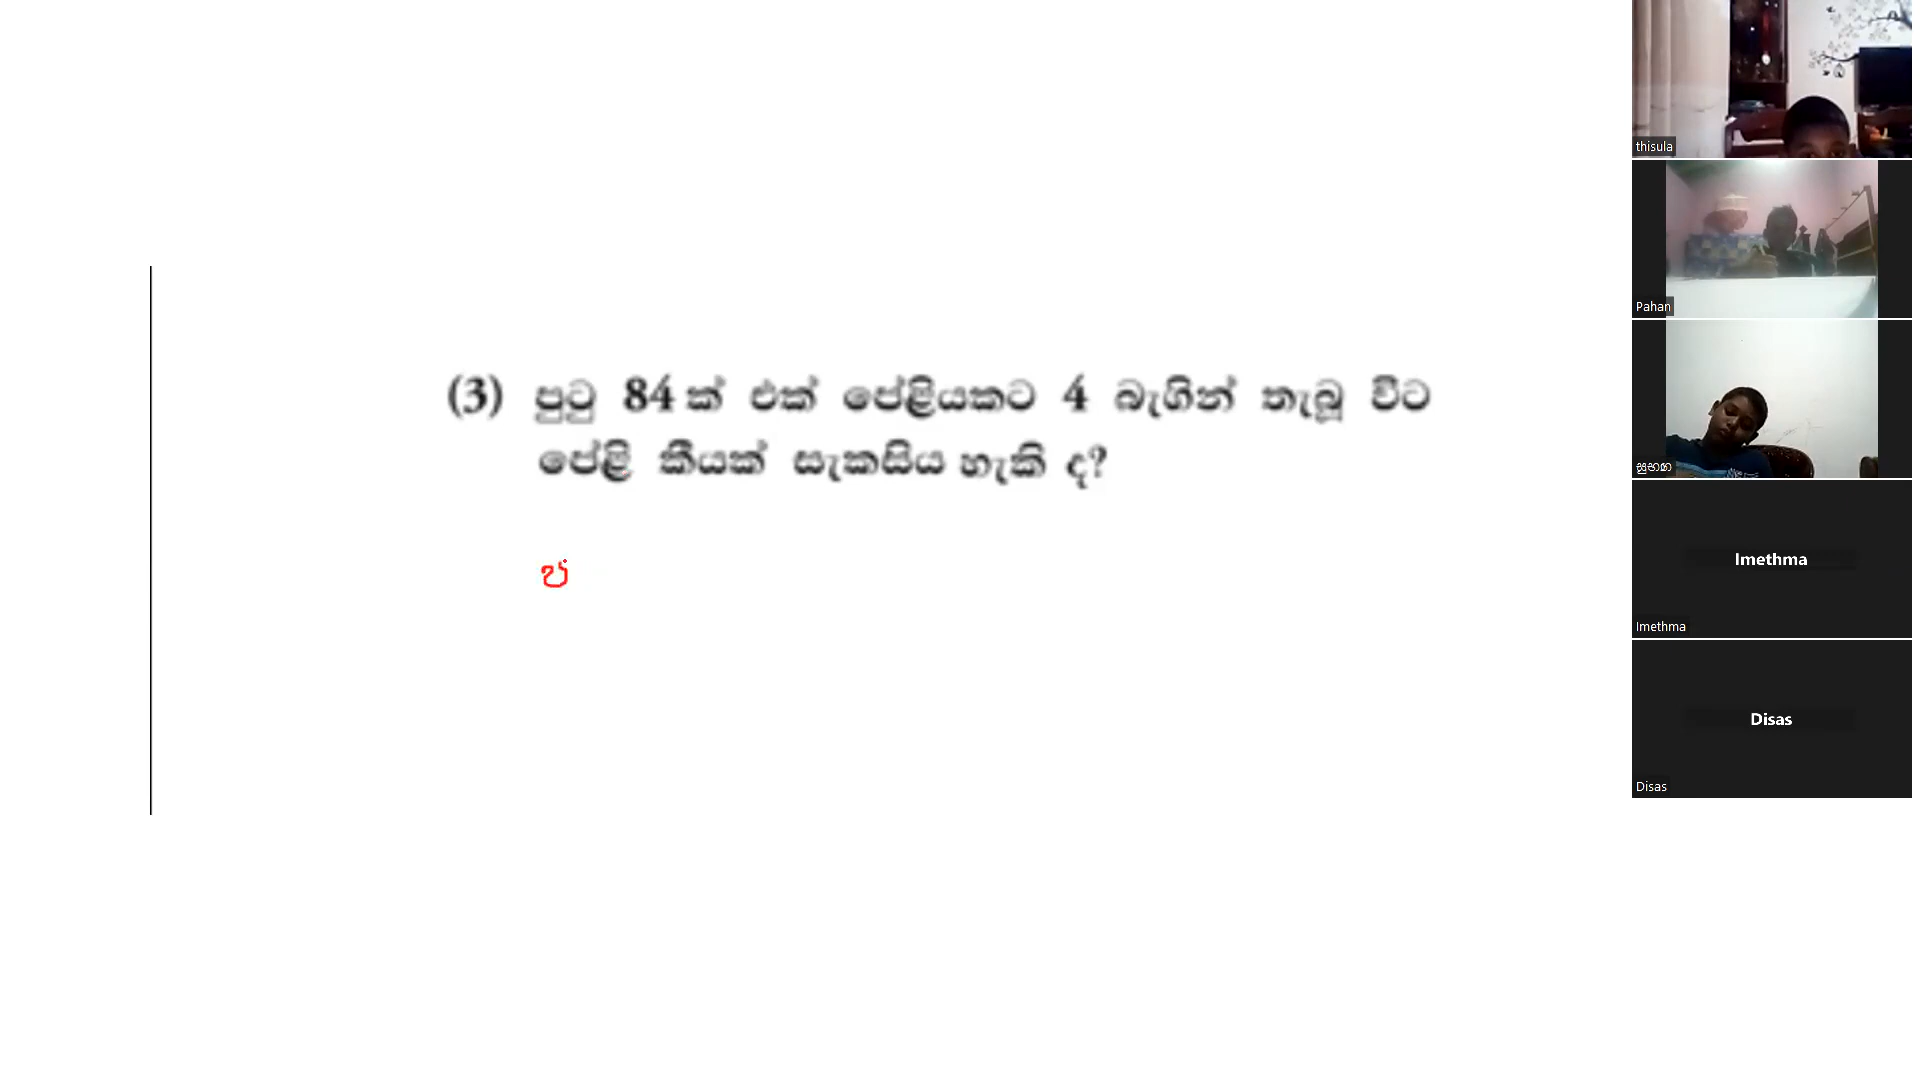 (3) පුටු 84 ක් එක් පේළියකට 4 බැගින් තැබූ විට
පේළි කීයක් සැකසිය හැකි ද?
ප
thisula
Pahan
Imethma
Imethma
Disas
Disas